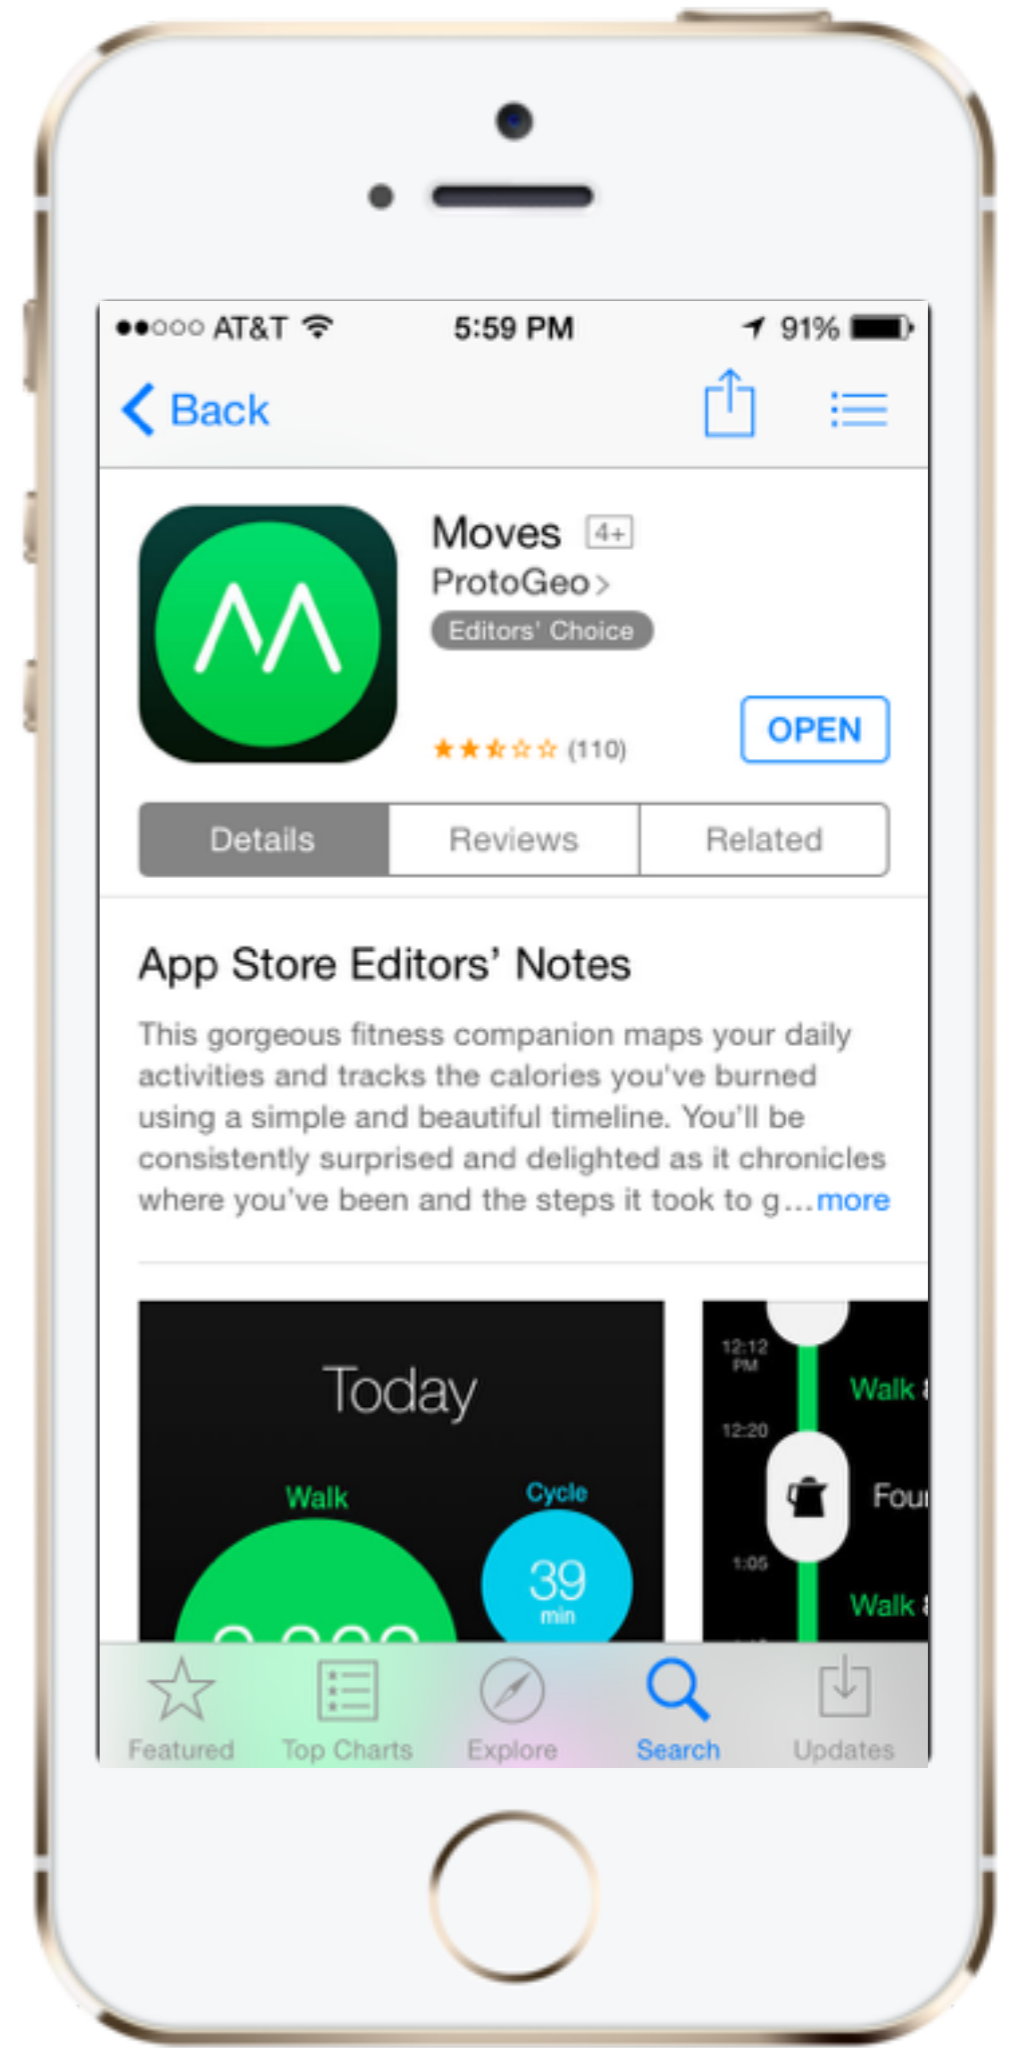 AT&T 5:59 PM 91%
Back
Moves 4+
ProtoGeo
Editors' Choice
(110)
OPEN
Details Reviews Related
App Store Editors’ Notes
This gorgeous fitness companion maps your daily
activities and tracks the calories you've burned
using a simple and beautiful timeline. You’ll be
consistently surprised and delighted as it chronicles
where you’ve been and the steps it took to g...more
Today
Walk
Cycle
39
min
12:12
PM
Walk
12:20
1:05
Walk
Featured Top Charts Explore Search Updates